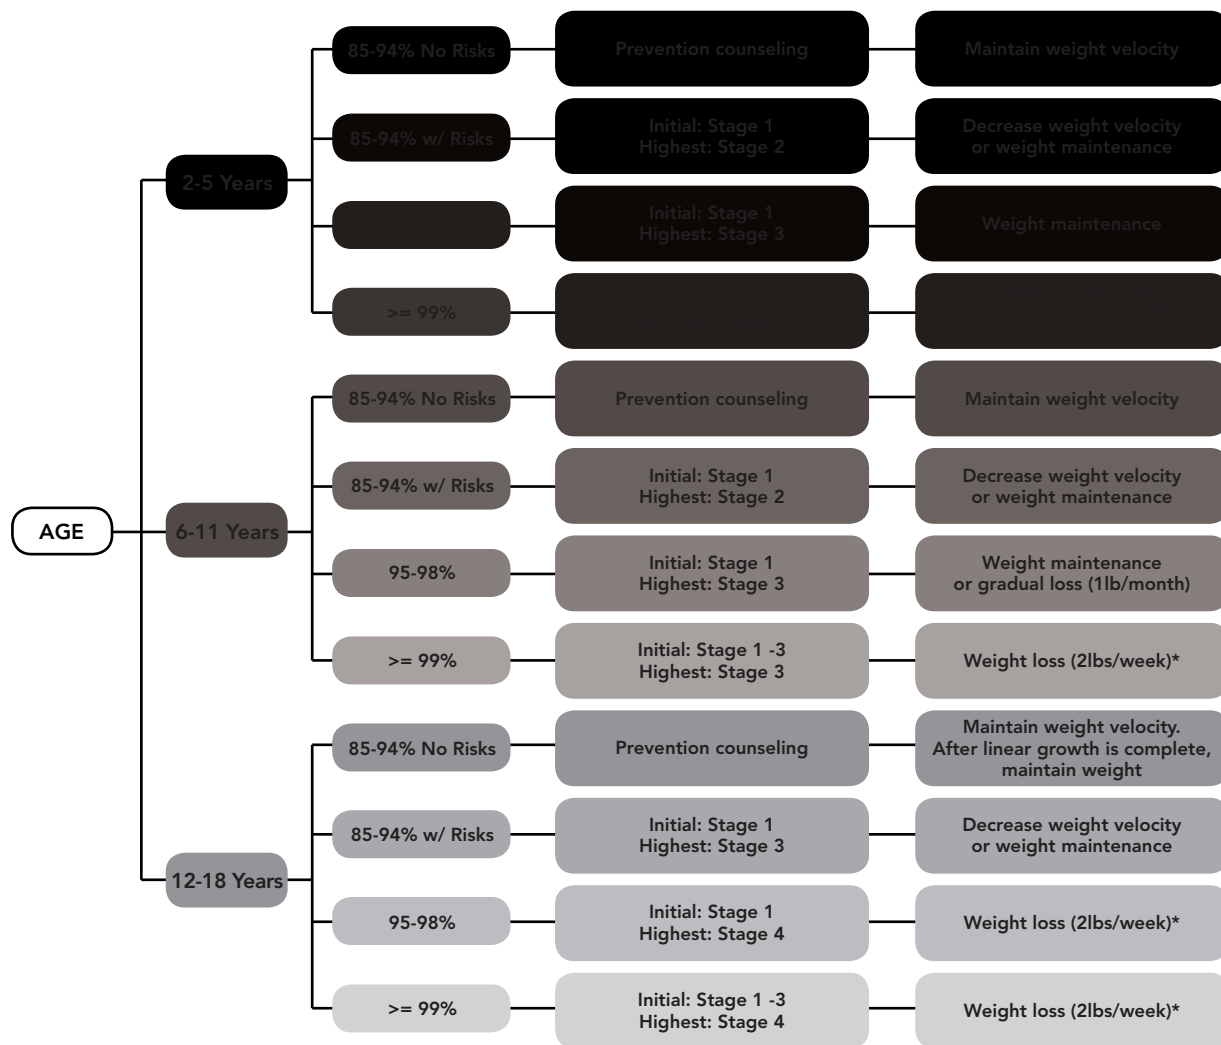 85-94% No Risks
Prevention counseling
Maintain weight velocity
85-94% w/ Risks
Initial: Stage 1
Highest: Stage 2
Decrease weight velocity
or weight maintenance
2-5 Years
Initial: Stage 1
Highest: Stage 3
Weight maintenance
>= 99%
85-94% No Risks
Prevention counseling
Maintain weight velocity
85-94% w/ Risks
Initial: Stage 1
Highest: Stage 2
Decrease weight velocity
or weight maintenance
AGE
6-11 Years
95-98%
Initial: Stage 1
Highest: Stage 3
Weight maintenance
or gradual loss (1lb/month)
>= 99%
Initial: Stage 1 -3
Highest: Stage 3
Weight loss (2lbs/week)*
85-94% No Risks
Prevention counseling
Maintain weight velocity.
After linear growth is complete,
maintain weight
85-94% w/ Risks
Initial: Stage 1
Highest: Stage 3
Decrease weight velocity
or weight maintenance
12-18 Years
95-98%
Initial: Stage 1
Highest: Stage 4
Weight loss (2lbs/week)*
>= 99%
Initial: Stage 1 -3
Highest: Stage 4
Weight loss (2lbs/week)*